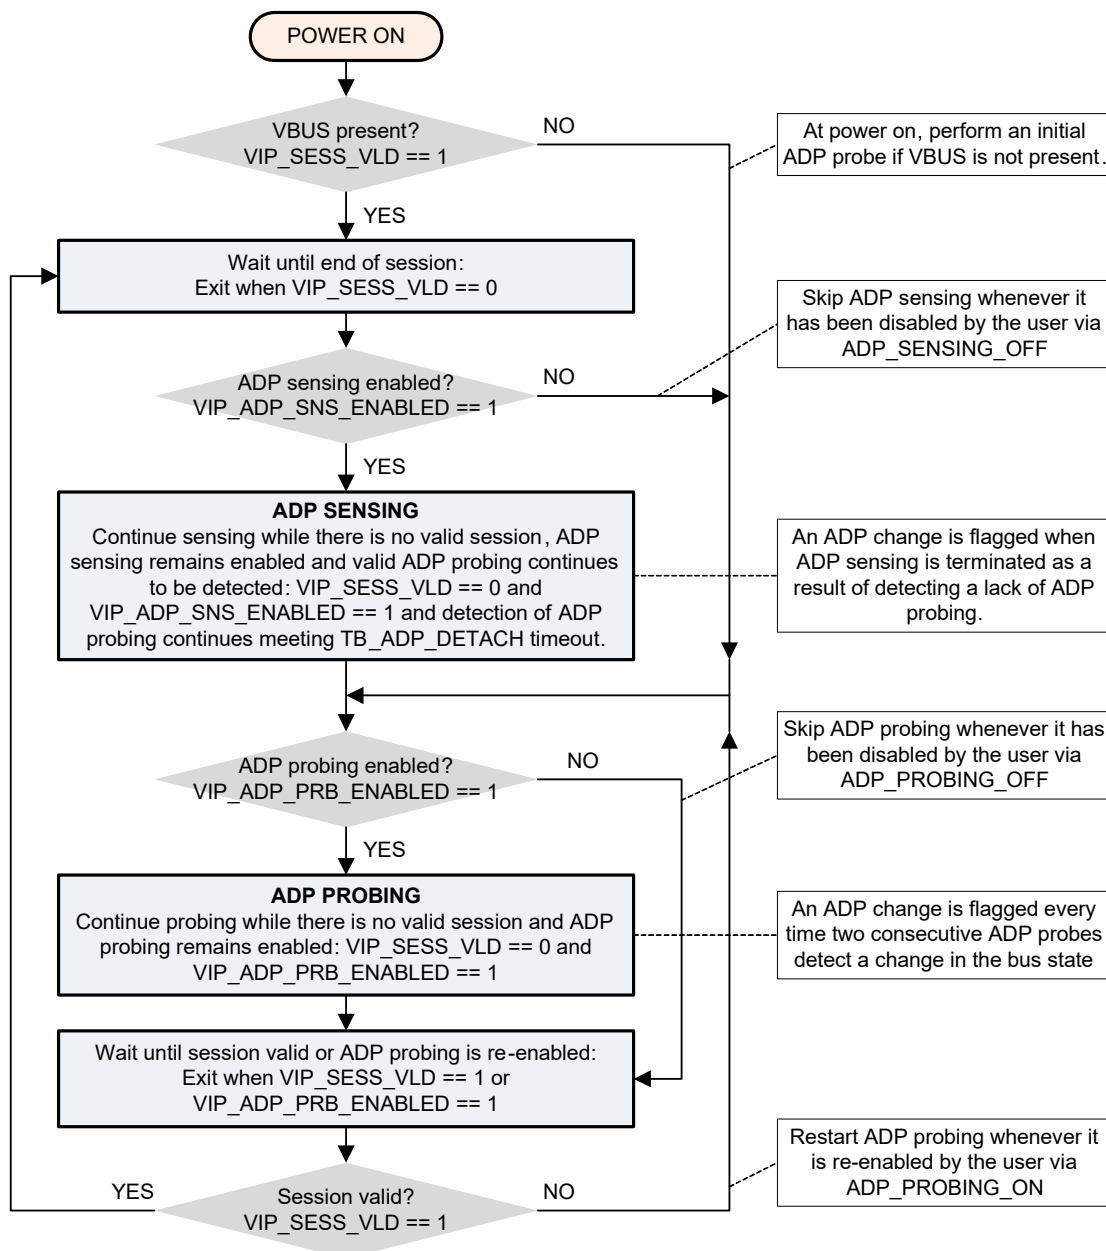 POWER ON
VBUS present?
VIP_SESS_VLD == 1
NO
At power on, perform an initial
ADP probe if VBUS is not present.
YES
Wait until end of session:
Exit when VIP_SESS_VLD == 0
Skip ADP sensing whenever it
has been disabled by the user via
ADP_SENSING_OFF
ADP sensing enabled?
VIP_ADP_SNS_ENABLED == 1
NO
YES
ADP SENSING
Continue sensing while there is no valid session, ADP
sensing remains enabled and valid ADP probing continues
to be detected: VIP_SESS_VLD == 0 and
VIP_ADP_SNS_ENABLED == 1 and detection of ADP
probing continues meeting TB_ADP_DETACH timeout.
An ADP change is flagged when
ADP sensing is terminated as a
result of detecting a lack of ADP
probing.
Skip ADP probing whenever it has
been disabled by the user via
ADP_PROBING_OFF
ADP probing enabled?
VIP_ADP_PRB_ENABLED == 1
NO
YES
ADP PROBING
Continue probing while there is no valid session and ADP
probing remains enabled: VIP_SESS_VLD == 0 and
VIP_ADP_PRB_ENABLED == 1
An ADP change is flagged every
time two consecutive ADP probes
detect a change in the bus state
Wait until session valid or ADP probing is re-enabled:
Exit when VIP_SESS_VLD == 1 or
VIP_ADP_PRB_ENABLED == 1
Restart ADP probing whenever it
is re-enabled by the user via
ADP_PROBING_ON
YES
Session valid?
VIP_SESS_VLD == 1
NO